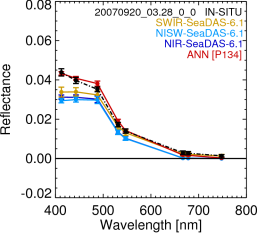 20070920_03.28_0_0 IN-SITU
SWIR-SeaDAS-6.1
NISW-SeaDAS-6.1
NIR-SeaDAS-6.1
ANN [P134]
0.08
0.06
0.04
0.02
0.00
-0.02
Reflectance
400 500 600 700 800
Wavelength [nm]